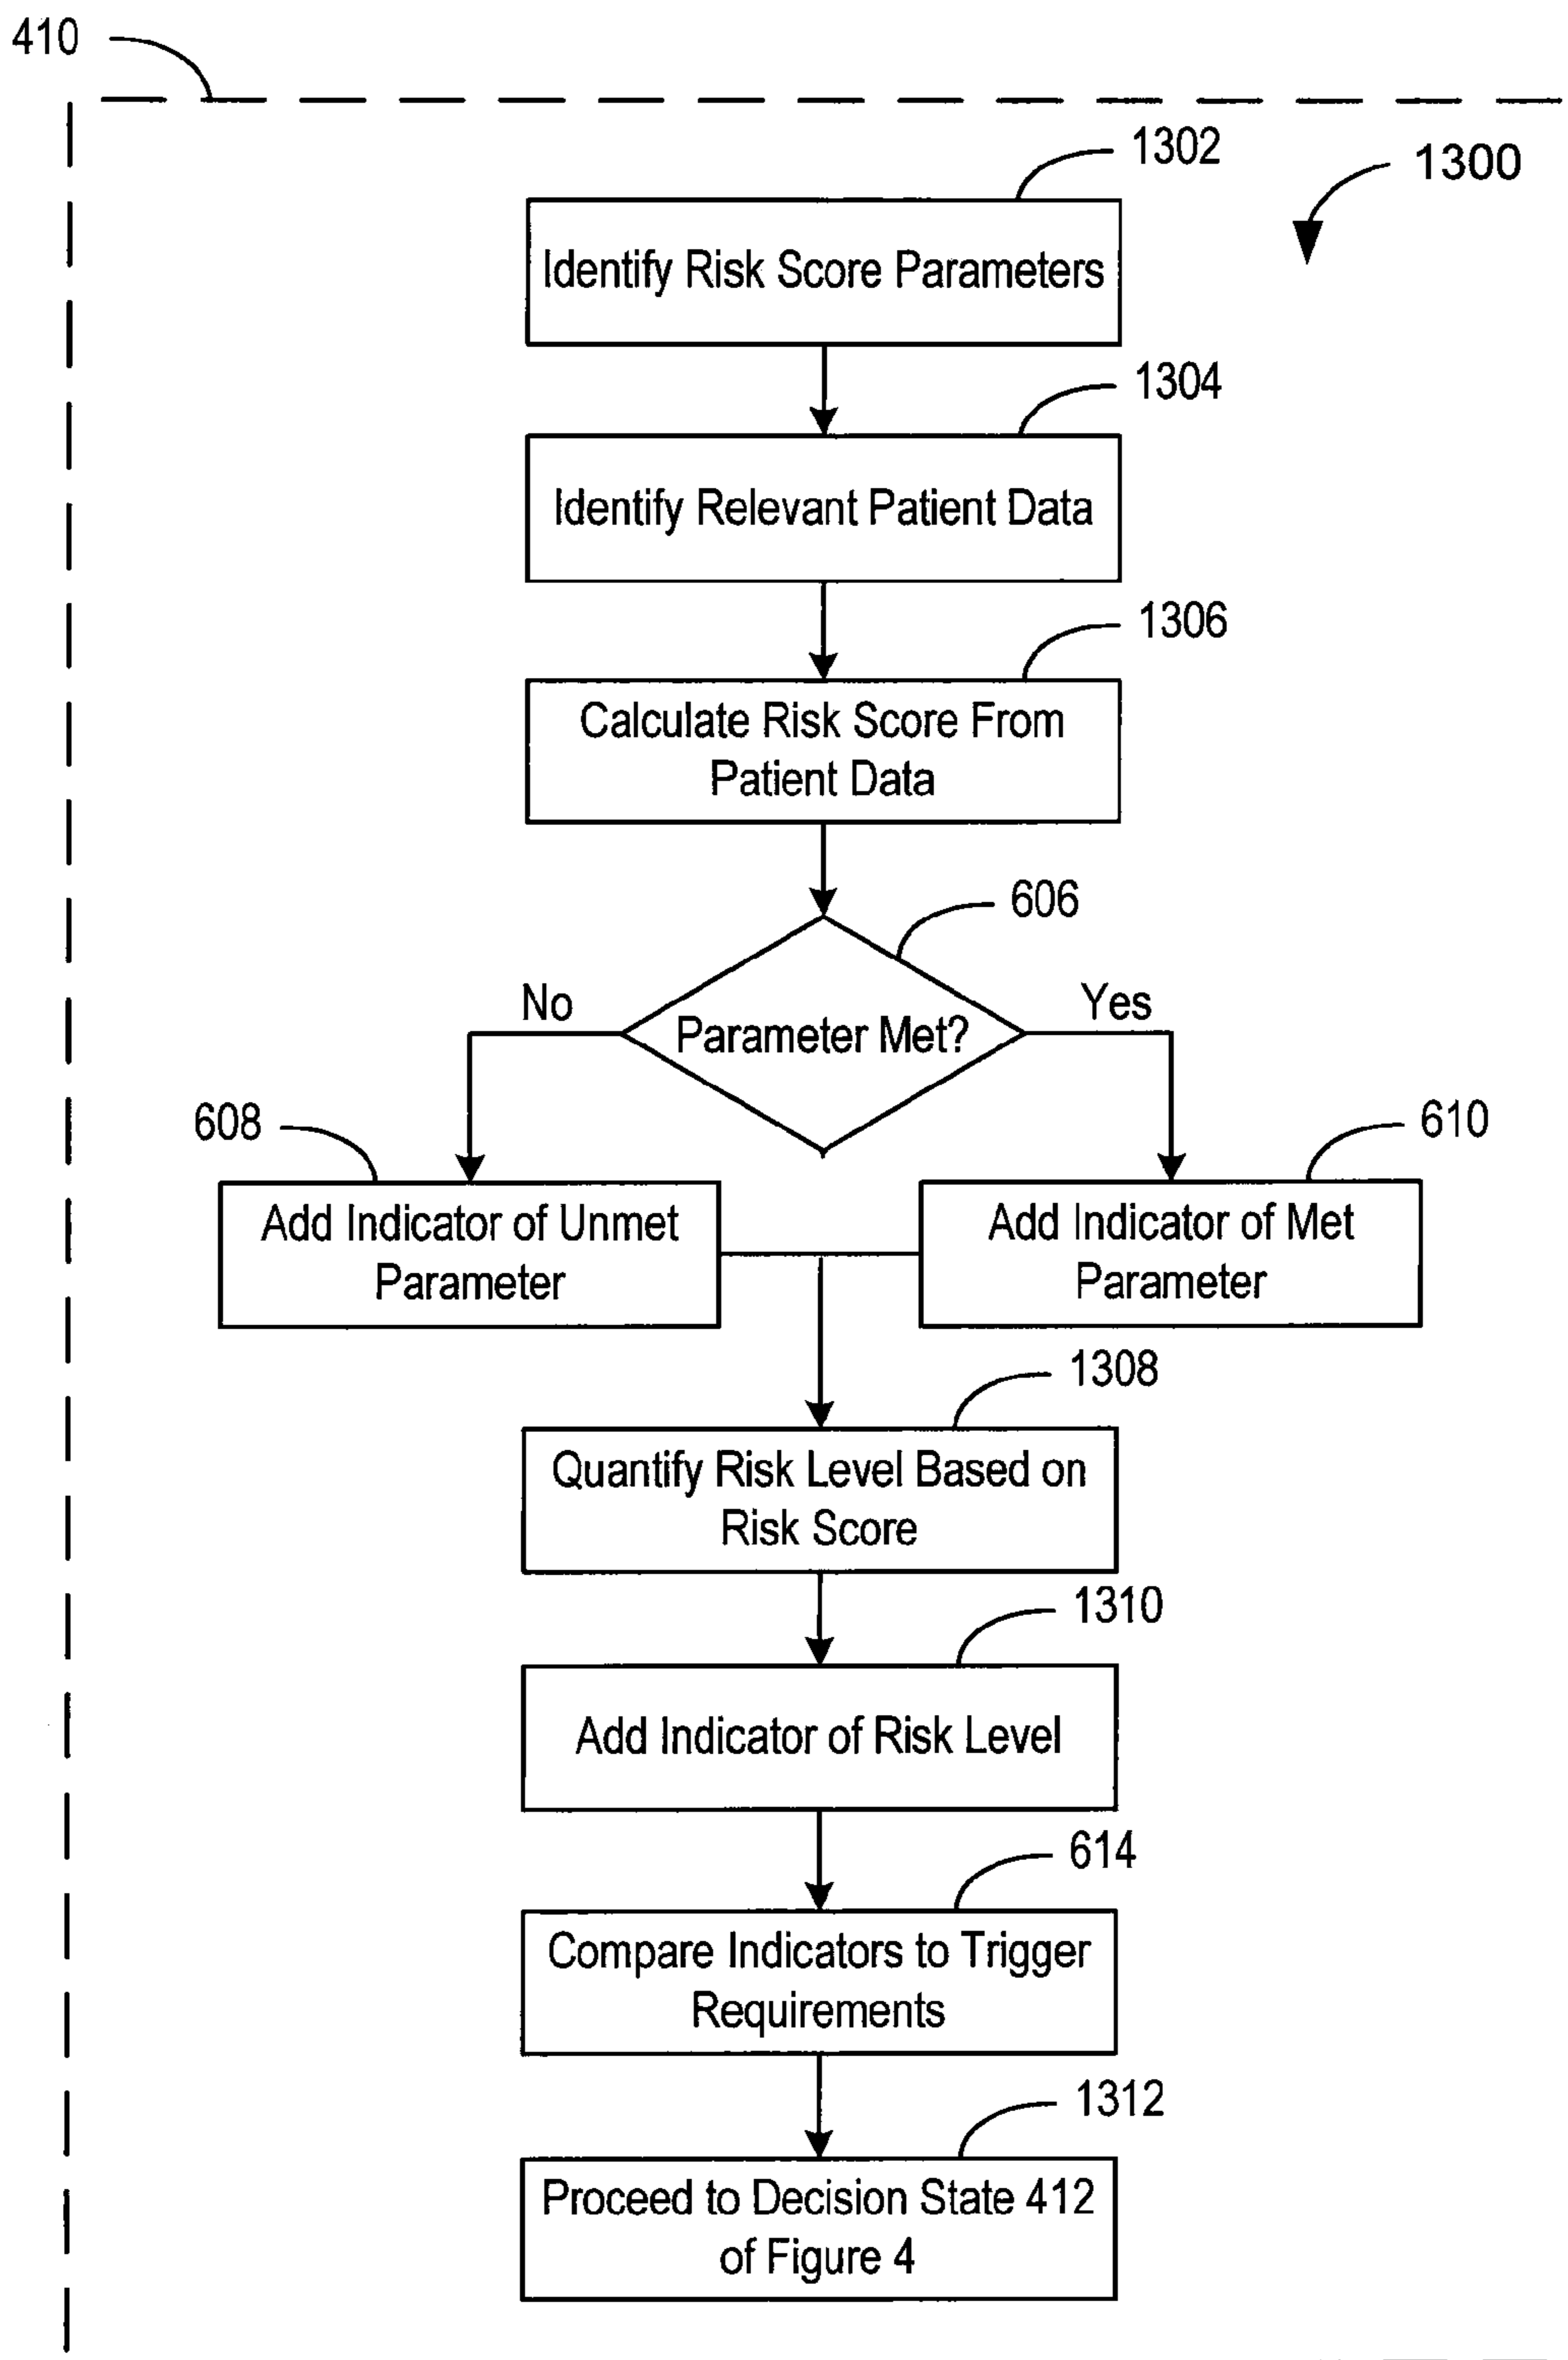 410
1302
1300
Identify Risk Score Parameters
1304
Identify Relevant Patient Data
1306
Calculate Risk Score From
Patient Data
606
No
Yes
Parameter Met?
608
610
Add Indicator of Unmet
Parameter
Add Indicator of Met
Parameter
1308
Quantify Risk Level Based on
Risk Score
1310
Add Indicator of Risk Level
614
Compare Indicators to Trigger
Requirements
1312
Proceed to Decision State 412
of Figure 4